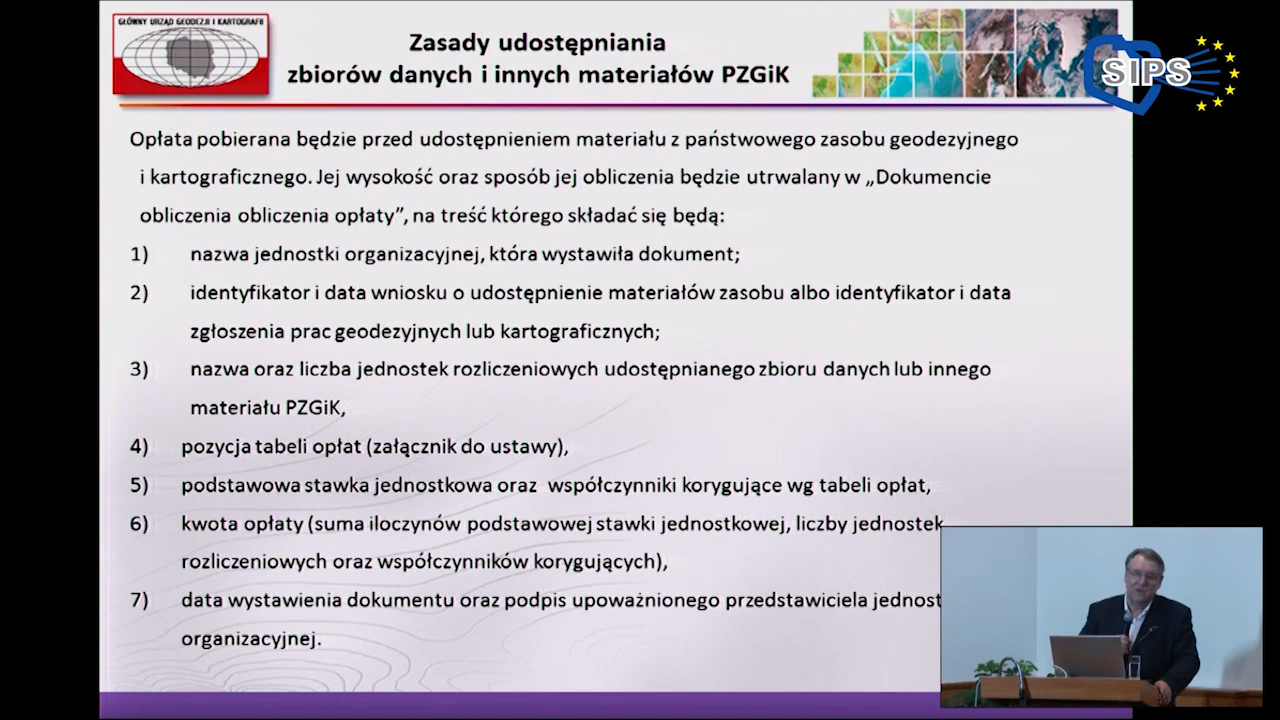 GŁÓWNY URZĄD GEODEZJI I KARTOGRAFII
Zasady udostępniania
zbiorów danych i innych materiałów PZGiK
SIPS
Opłata pobierana będzie przed udostępnieniem materiału z państwowego zasobu geodezyjnego
i kartograficznego. Jej wysokość oraz sposób jej obliczenia będzie utrwalany w „Dokumencie
obliczenia obliczenia opłaty”, na treść którego składać się będą:
1) nazwa jednostki organizacyjnej, która wystawiła dokument;
2) identyfikator i data wniosku o udostępnienie materiałów zasobu albo identyfikator i data
zgłoszenia prac geodezyjnych lub kartograficznych;
3) nazwa oraz liczba jednostek rozliczeniowych udostępnianego zbioru danych lub innego
materiału PZGiK,
4) pozycja tabeli opłat (załącznik do ustawy),
5) podstawowa stawka jednostkowa oraz współczynniki korygujące wg tabeli opłat,
6) kwota opłaty (suma iloczynów podstawowej stawki jednostkowej, liczby jednostek
rozliczeniowych oraz współczynników korygujących),
7) data wystawienia dokumentu oraz podpis upoważnionego przedstawiciela jednost
organizacyjnej.